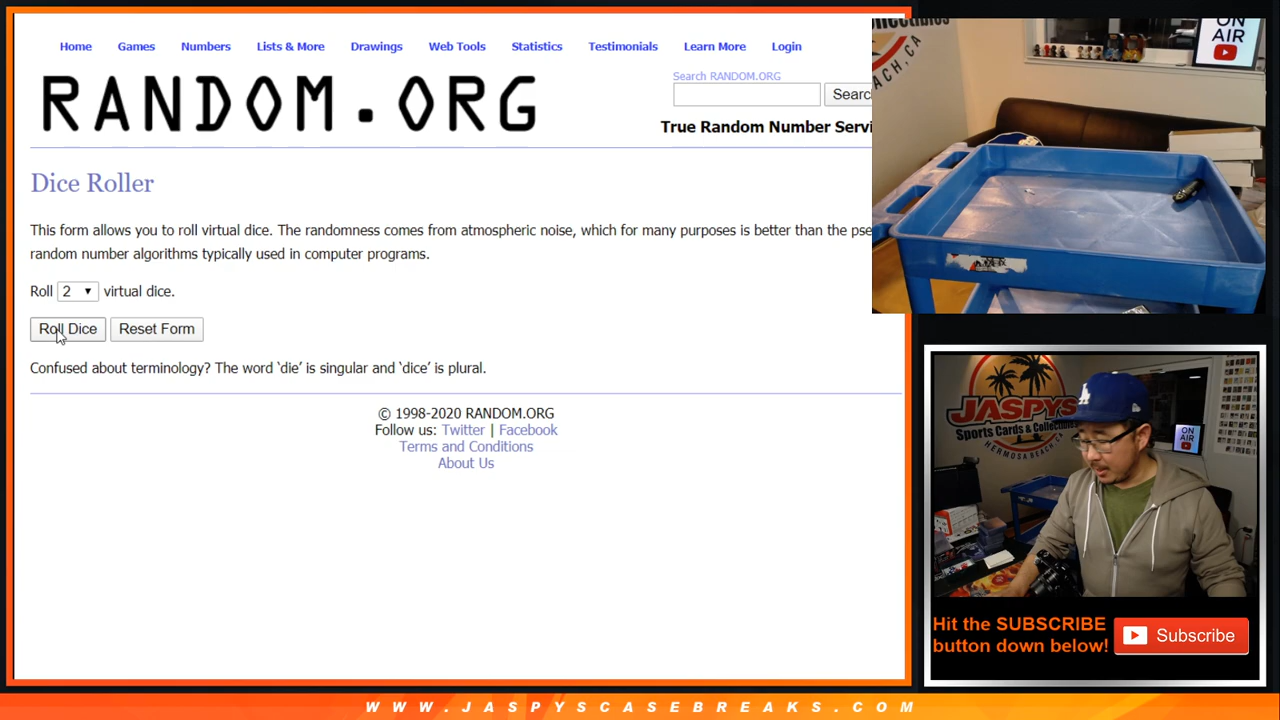 Home Games Numbers Lists & More Drawings Web Tools Statistics Testimonials Learn More Login
RANDOM.ORG
Search RANDOM.ORG
Searc
True Random Number Servi
Dice Roller
This form allows you to roll virtual dice. The randomness comes from atmospheric noise, which for many purposes is better than the pse
random number algorithms typically used in computer programs.
Roll 2 virtual dice.
Roll Dice Reset Form
Confused about terminology? The word ‘die’ is singular and ‘dice’ is plural.
© 1998-2020 RANDOM.ORG
Follow us: Twitter | Facebook
Terms and Conditions
About Us
ollectibles
BEACH, CA
ON
AIR
JASPYS
Sports Cards & Collectibles
HERMOSA BEACH, CA
ON
AIR
Hit the SUBSCRIBE
button down below!
Subscribe
WWW.JASPYSCASEBREAKS.COM